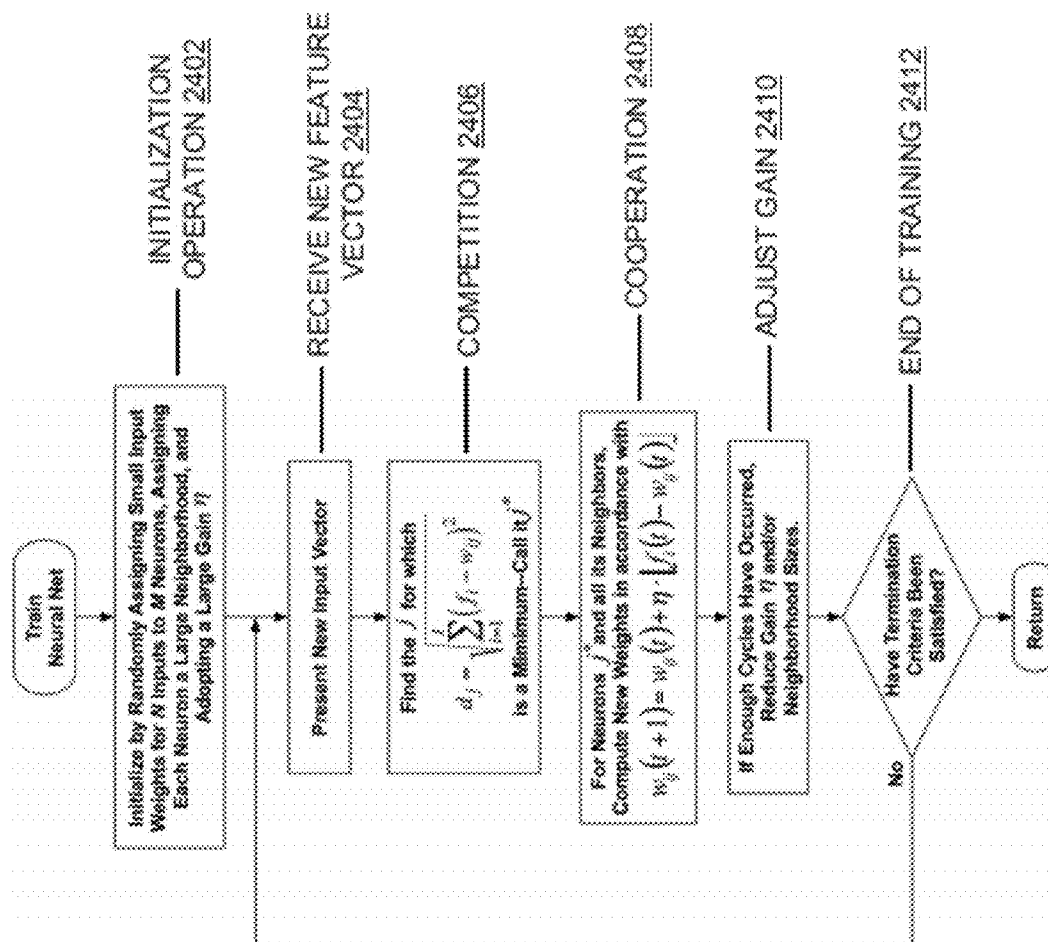 Train
Neural Net
Initialize by Randomly Assigning Small Input
Weights for N Inputs to M Neurons, Assigning
Each Neuron a Large Neighborhood, and
Adopting a Large Gain η
INITIALIZATION
OPERATION 2402
Present New Input Vector
RECEIVE NEW FEATURE
VECTOR 2404
Find the j for which
is a Minimum--Call it j*
COMPETITION 2406
For Neurons j* and all its Neighbors,
Compute New Weights in accordance with
COOPERATION 2408
If Enough Cycles Have Occurred,
Reduce Gain η and/or
Neighborhood Sizes.
ADJUST GAIN 2410
Have Termination
Criteria Been
Satisfied?
END OF TRAINING 2412
No
Return